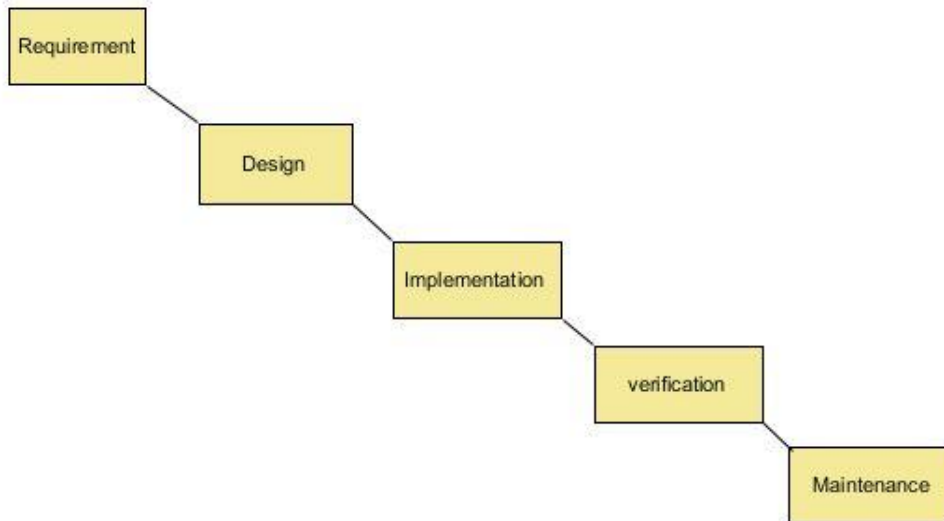 Requirement
Design
Implementation
verification
Maintenance